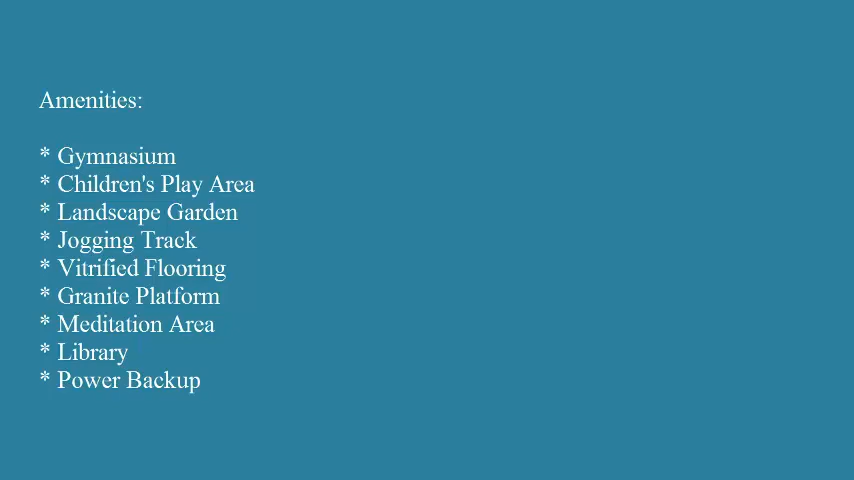 Amenities:
* Gymnasium
* Children's Play Area
* Landscape Garden
* Jogging Track
* Vitrified Flooring
* Granite Platform
* Meditation Area
* Library
* Power Backup